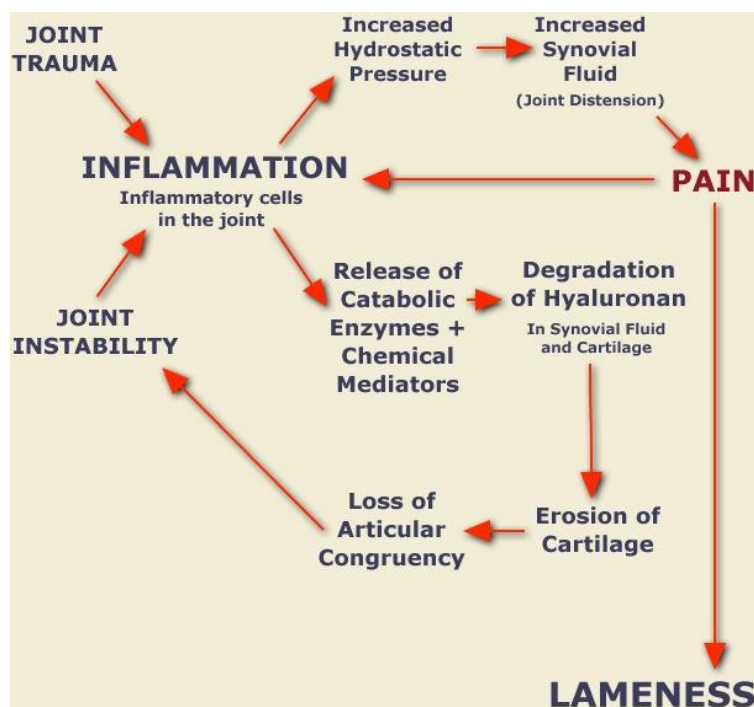 JOINT
TRAUMA
Increased
Hydrostatic
Pressure
Increased
Synovial
Fluid
(Joint Distension)
INFLAMMATION
Inflammatory cells
in the joint
PAIN
JOINT
INSTABILITY
Release of
Catabolic
Enzymes +
Chemical
Mediators
Degradation
of Hyaluronan
In Synovial Fluid
and Cartilage
Loss of
Articular
Congruency
Erosion of
Cartilage
LAMENESS